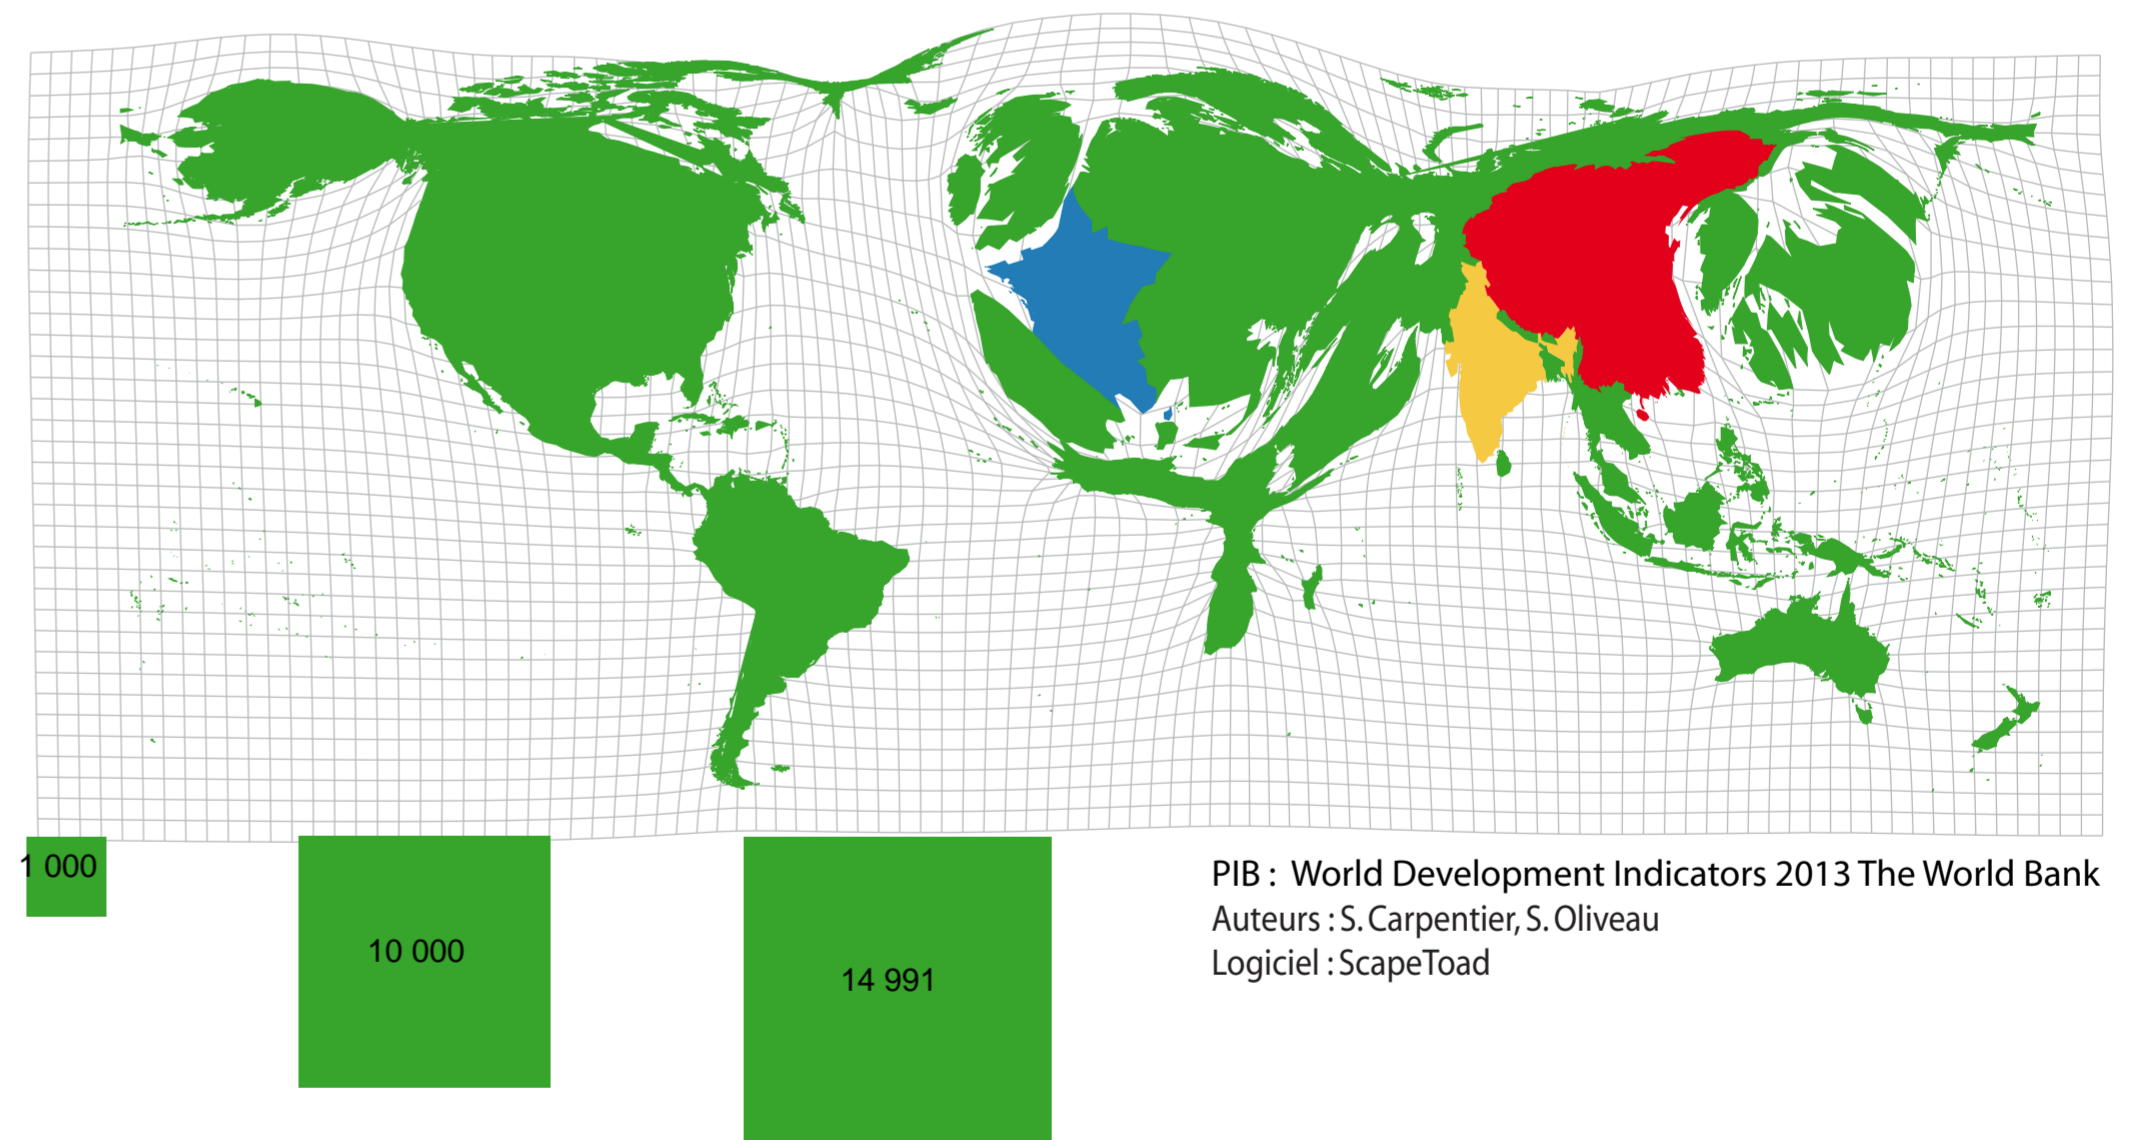 1 000
10 000
14 991
PIB : World Development Indicators 2013 The World Bank
Auteurs : S. Carpentier, S. Oliveau
Logiciel : ScapeToad